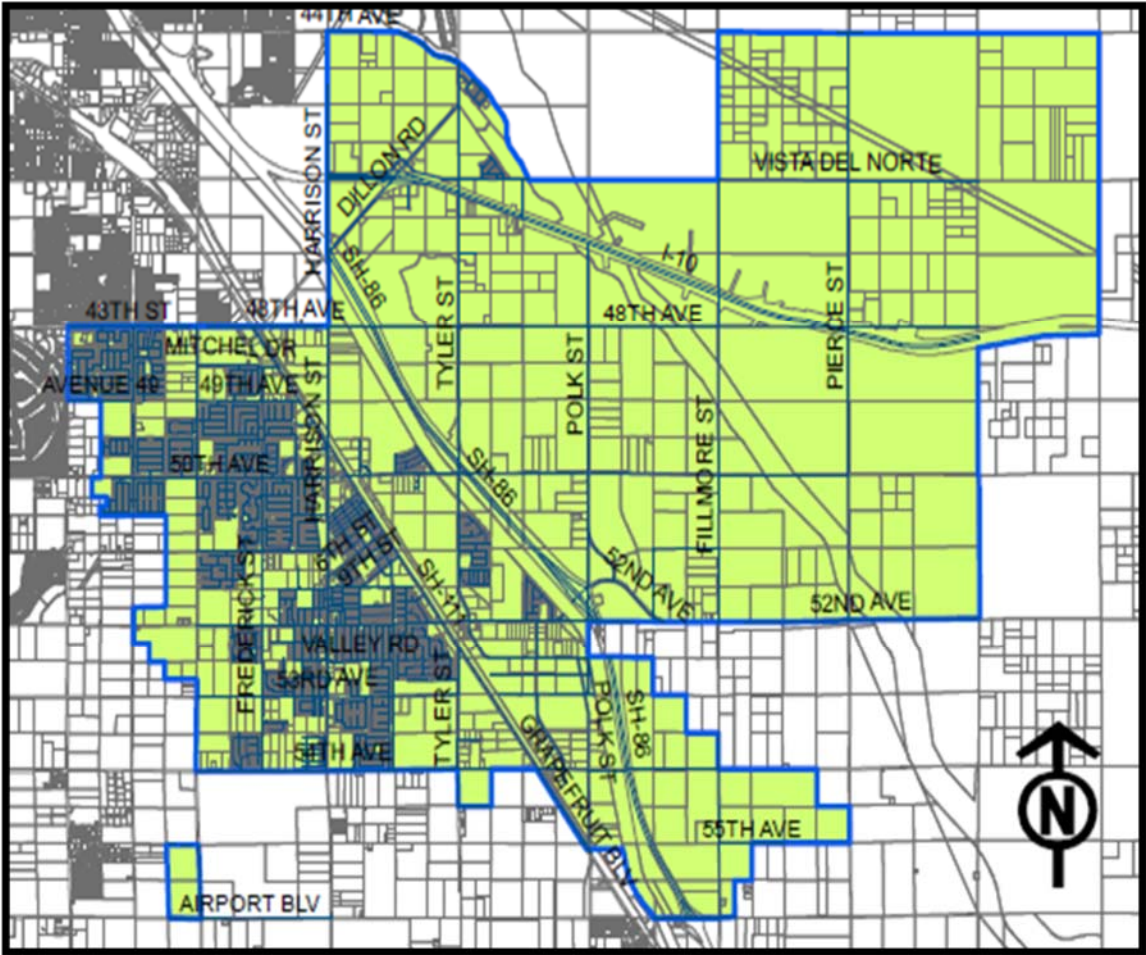 44TH AVE
HARRISON ST
DILLON RD
VISTA DEL NORTE
SH-86
I-10
43TH ST
48TH AVE
48TH AVE
TYLER ST
PIERCE ST
MITCHEL DR
AVENUE 49
49TH AVE
HARRISON ST
POLK ST
FILLMORE ST
50TH AVE
SH-86
6TH ST
9TH ST
SH-111
52ND AVE
52ND AVE
FREDERICK ST
VALLEY RD
53RD AVE
TYLER ST
POLK ST
SH-86
54TH AVE
GRAPEFRUIT BLV
55TH AVE
AIRPORT BLV
N